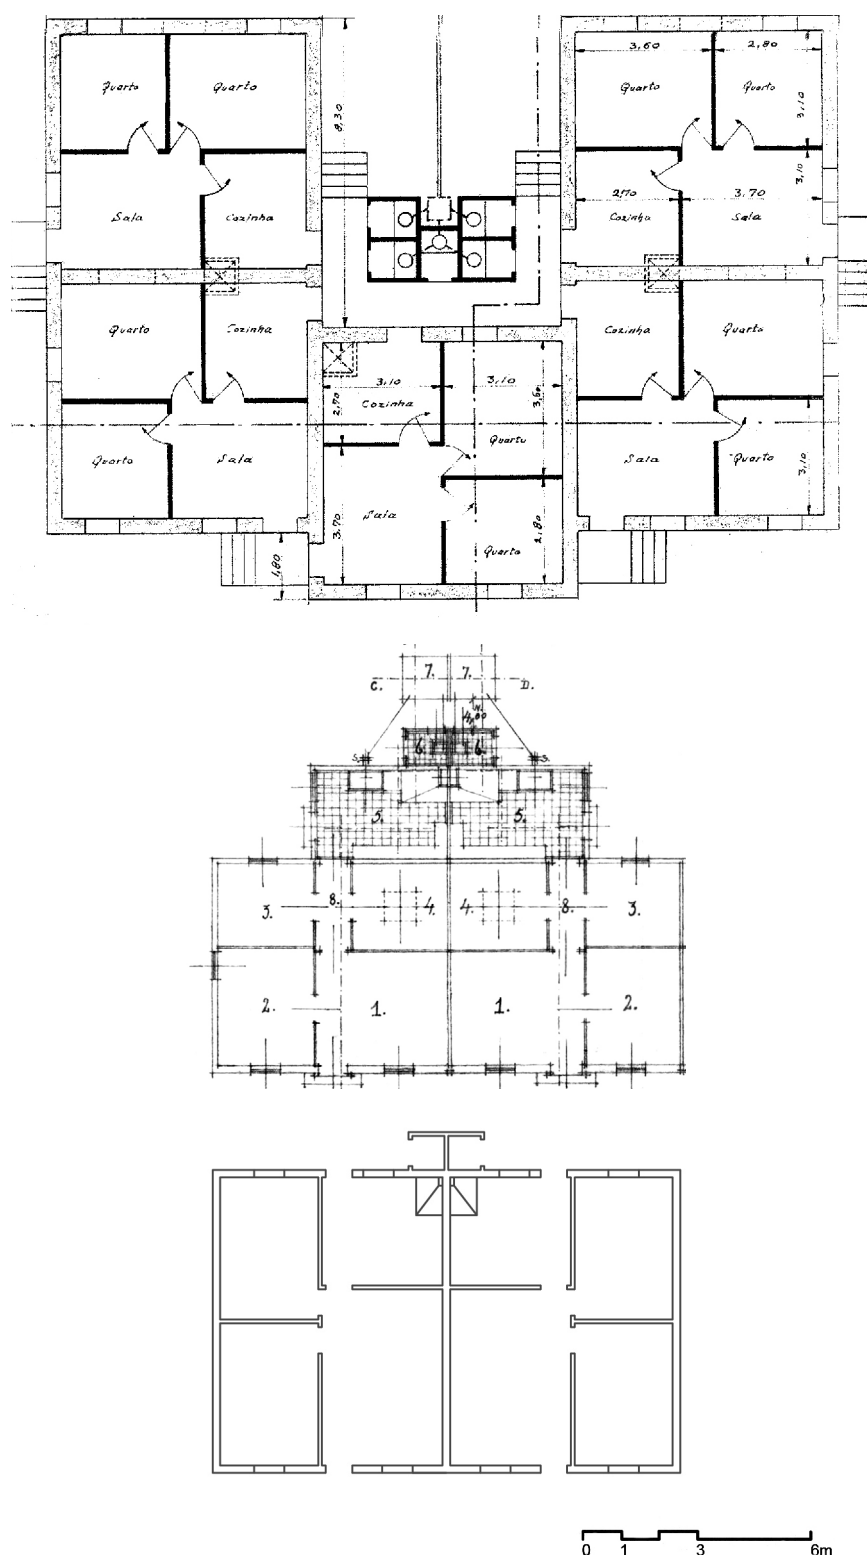 3,60 2,80
Quarto Quarto Quarto Quarto
8,30
3,10
2,70 3,70
3,10
Sala Cozinha Cozinha Sala
Quarto Cozinha Cozinha Quarto
3,10 3,10
2,70 Cozinha 3,60
Quarto
Quarto Sala Sala Quarto
3,10
Sala
3,70
Quarto 2,80
1,80
7. 7.
C. D.
6. 6.
S. S.
5. 5.
3. 8. 4. 4. 8. 3.
2. 1. 1. 2.
0 1 3 6m